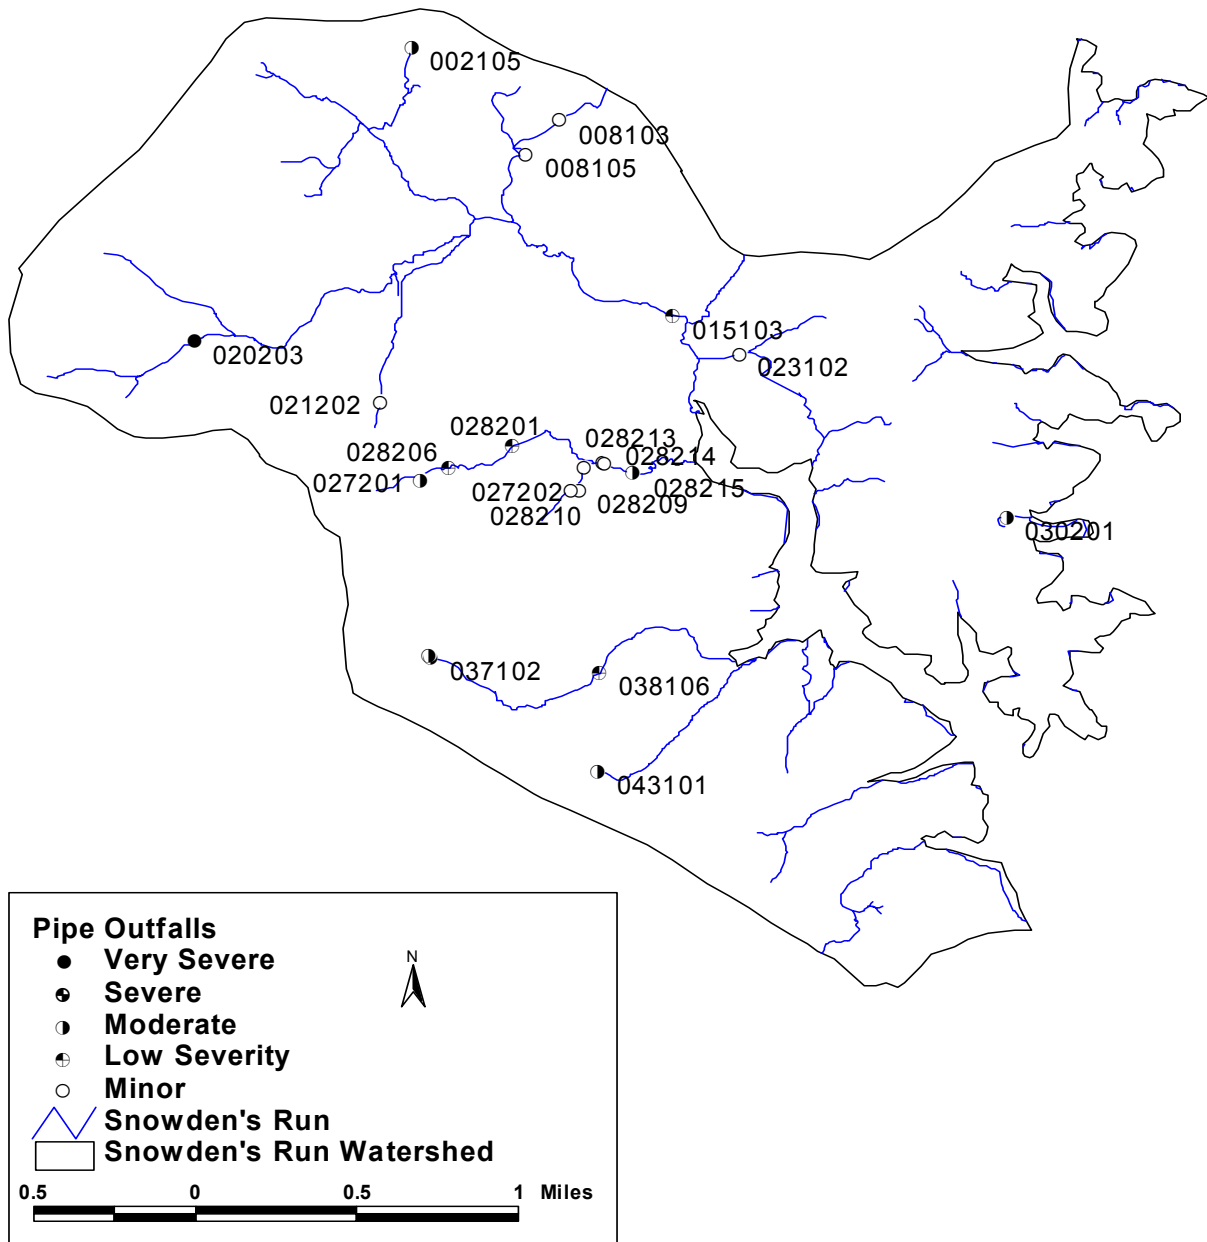 002105
008103
008105
015103
020203
023102
021202
028201
028213
028206
028214
027201
027202
028215
028209
028210
030201
037102
038106
043101
Pipe Outfalls
Very Severe
N
Severe
Moderate
Low Severity
Minor
Snowden's Run
Snowden's Run Watershed
0.5 0 0.5 1 Miles